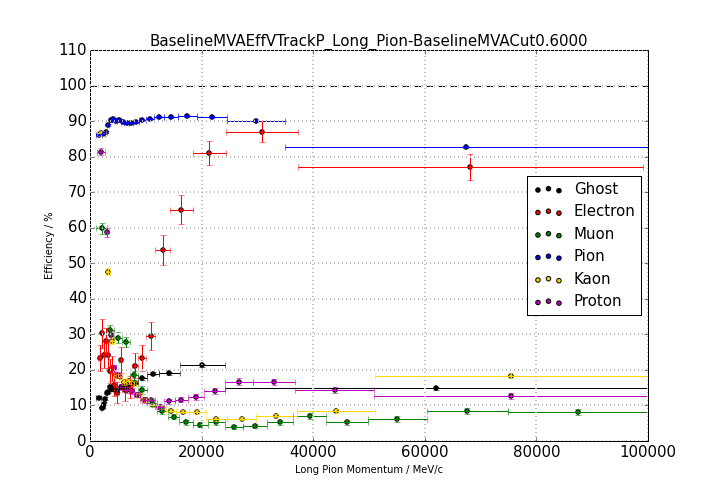 BaselineMVAEffVTrackP_Long_Pion-BaselineMVACut0.6000
110
100
90
80
70
60
50
40
30
20
10
0
Efficiency / %
Ghost
Electron
Muon
Pion
Kaon
Proton
0
20000
40000
60000
80000
100000
Long Pion Momentum / MeV/c